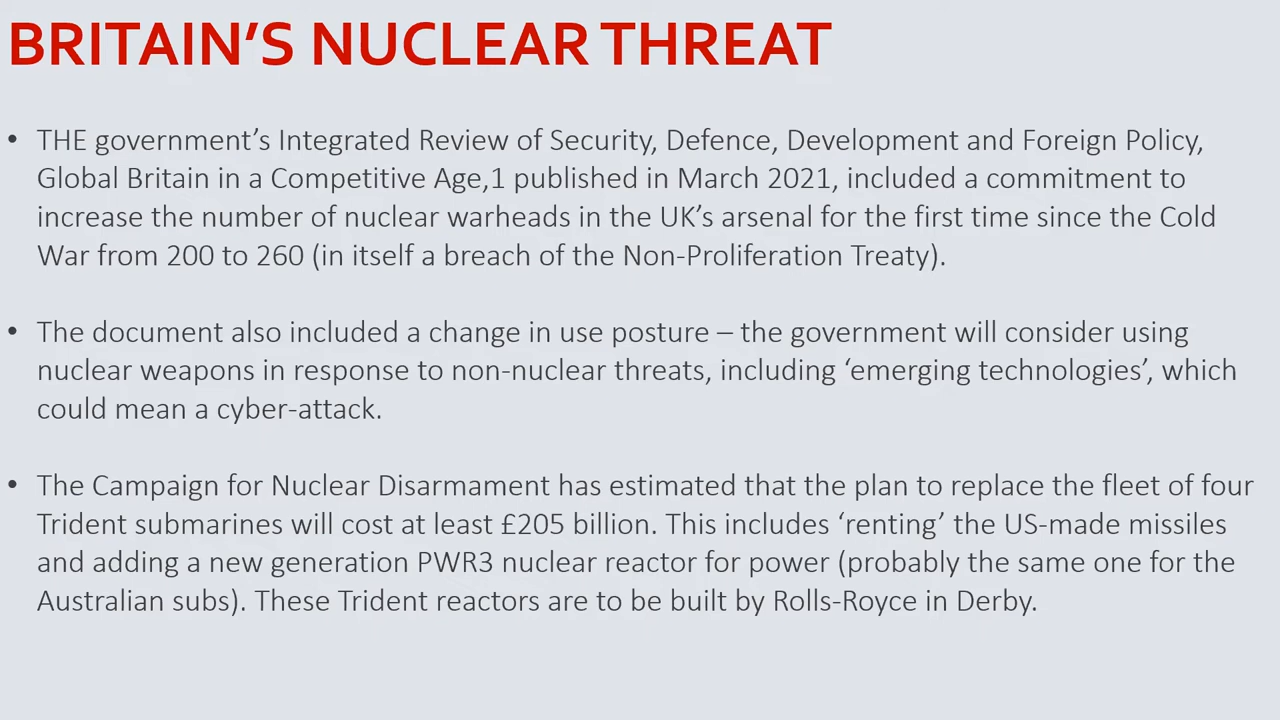 BRITAIN’S NUCLEAR THREAT
• THE government’s Integrated Review of Security, Defence, Development and Foreign Policy,
Global Britain in a Competitive Age,1 published in March 2021, included a commitment to
increase the number of nuclear warheads in the UK’s arsenal for the first time since the Cold
War from 200 to 260 (in itself a breach of the Non-Proliferation Treaty).
• The document also included a change in use posture – the government will consider using
nuclear weapons in response to non-nuclear threats, including ‘emerging technologies’, which
could mean a cyber-attack.
• The Campaign for Nuclear Disarmament has estimated that the plan to replace the fleet of four
Trident submarines will cost at least £205 billion. This includes ‘renting’ the US-made missiles
and adding a new generation PWR3 nuclear reactor for power (probably the same one for the
Australian subs). These Trident reactors are to be built by Rolls-Royce in Derby.